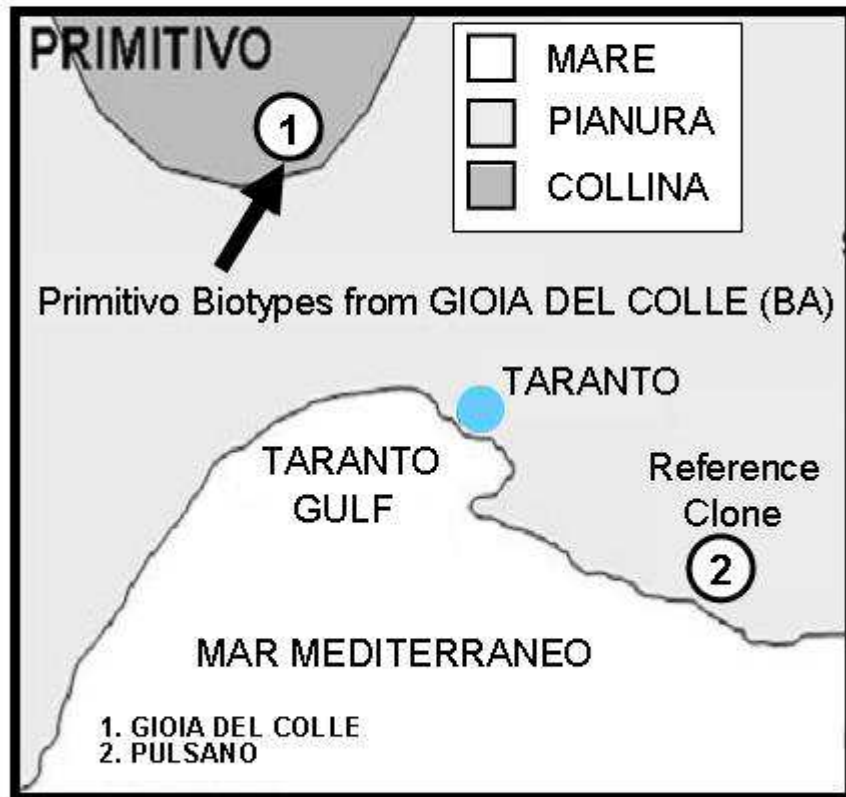 PRIMITIVO
MARE
PIANURA
COLLINA
1
Primitivo Biotypes from GIOIA DEL COLLE (BA)
TARANTO
TARANTO
GULF
Reference
Clone
2
MAR MEDITERRANEO
1. GIOIA DEL COLLE
2. PULSANO